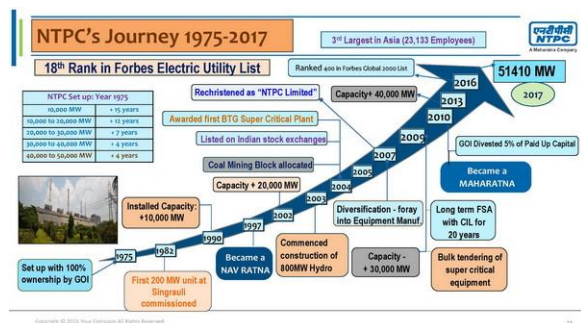 NTPC's Journey 1975-2017
3rd Largest in Asia (23,133 Employees)
एनटीपीसी
NTPC
A Maharatna Company
18th Rank in Forbes Electric Utility List
Ranked 400 in Forbes Global 2000 List
2016
51410 MW
2017
NTPC Set up: Year 1975
10,000 MW + 15 years
10,000 to 20,000 MW + 12 years
20,000 to 30,000 MW + 7 years
30,000 to 40,000 MW + 4 years
40,000 to 50,000 MW + 4 years
Rechristened as "NTPC Limited"
Capacity+ 40,000 MW
2013
Awarded first BTG Super Critical Plant
2010
Listed on Indian stock exchanges
2009
GOI Divested 5% of Paid Up Capital
Coal Mining Block allocated
2007
Became a
MAHARATNA
2005
Capacity + 20,000 MW
2004
2003
Installed Capacity:
+10,000 MW
2002
Diversification - foray
into Equipment Manuf.
Long term FSA
with CIL for
20 years
1997
1990
1982
1975
Set up with 100%
ownership by GOI
First 200 MW unit at
Singrauli
commissioned
Became a
NAV RATNA
Commenced
construction of
800MW Hydro
Capacity -
+ 30,000 MW
Bulk tendering of
super critical
equipment